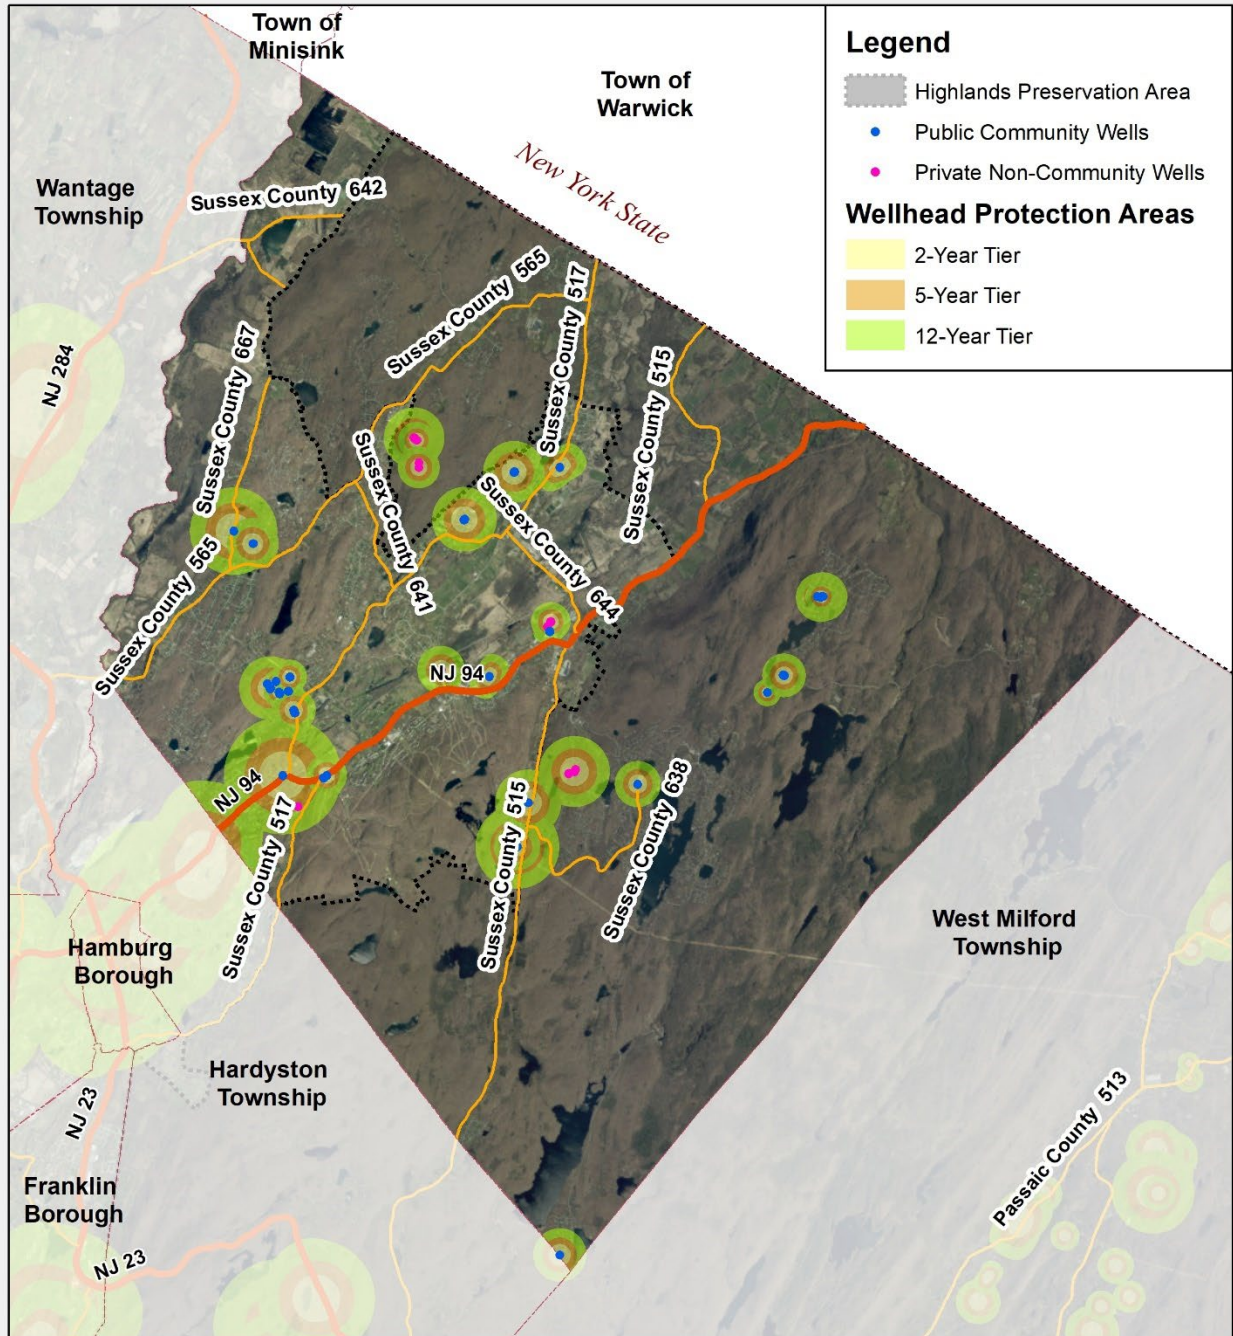 Town of
Minisink
Town of
Warwick
Legend
Highlands Preservation Area
Public Community Wells
Private Non-Community Wells
Wellhead Protection Areas
2-Year Tier
5-Year Tier
12-Year Tier
New York State
Wantage
Township
Sussex County 642
Sussex County 565
Sussex County 517
Sussex County 515
Sussex County 667
NJ 284
Sussex County 641
Sussex County 644
Sussex County 565
NJ 94
NJ 94
Sussex County 517
Sussex County 515
Sussex County 638
West Milford
Township
Hamburg
Borough
Hardyston
Township
NJ 23
Passaic County 513
Franklin
Borough
NJ 23